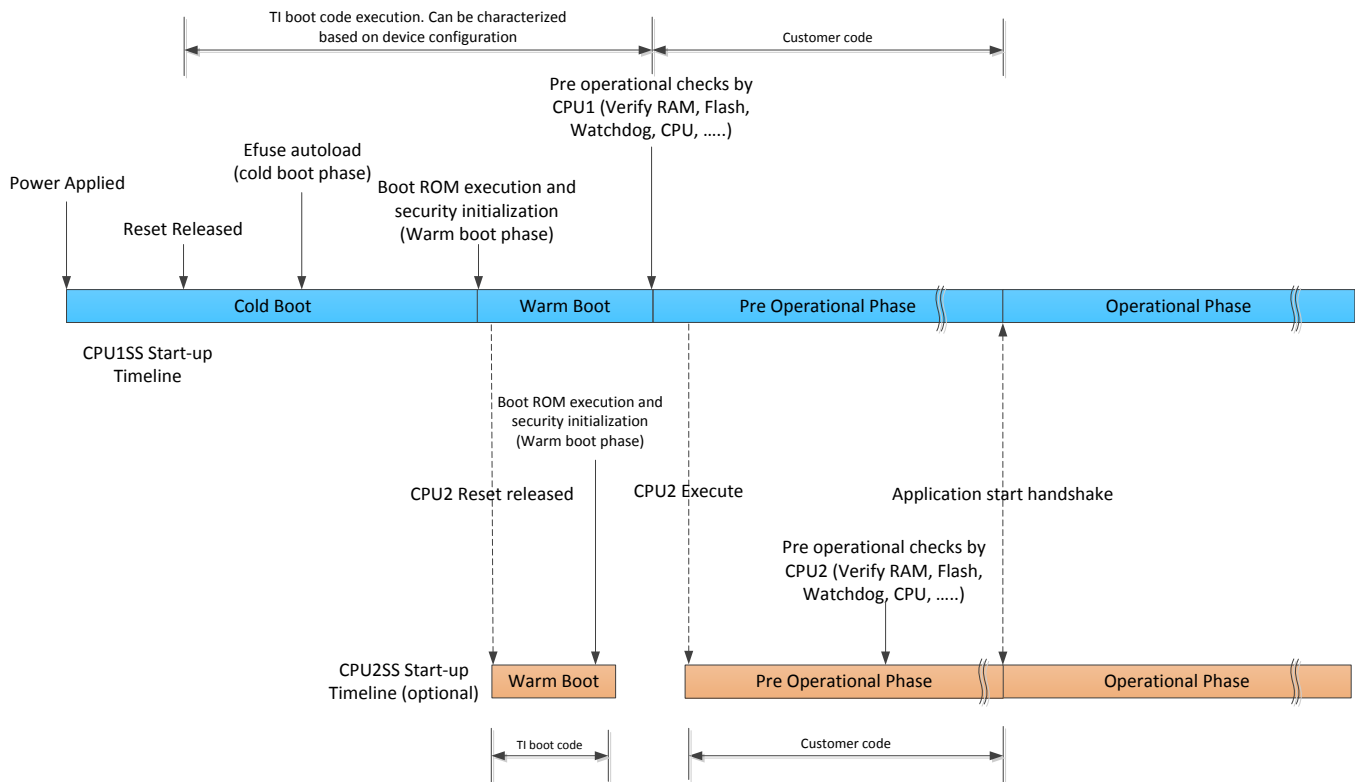 TI boot code execution. Can be characterized
based on device configuration
Customer code
Pre operational checks by
CPU1 (Verify RAM, Flash,
Watchdog, CPU, …..)
Efuse autoload
(cold boot phase)
Power Applied
Boot ROM execution and
security initialization
(Warm boot phase)
Reset Released
Cold Boot
Warm Boot
Pre Operational Phase
Operational Phase
CPU1SS Start-up
Timeline
Boot ROM execution and
security initialization
(Warm boot phase)
CPU2 Reset released
CPU2 Execute
Application start handshake
Pre operational checks by
CPU2 (Verify RAM, Flash,
Watchdog, CPU, …..)
CPU2SS Start-up
Timeline (optional)
Warm Boot
Pre Operational Phase
Operational Phase
TI boot code
Customer code